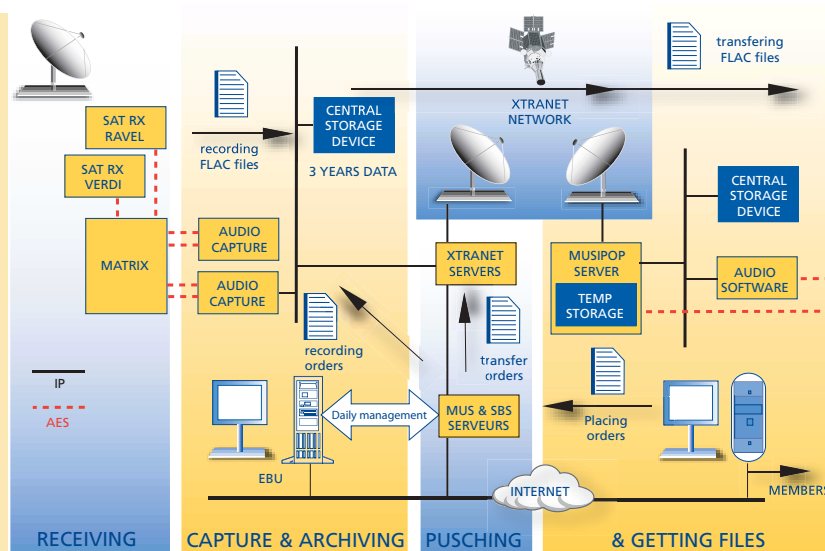 SAT RX
RAVEL
SAT RX
VERDI
MATRIX
IP
AES
RECEIVING
recording
FLAC files
CENTRAL
STORAGE
DEVICE
3 YEARS DATA
AUDIO
CAPTURE
AUDIO
CAPTURE
recording
orders
Daily management
EBU
CAPTURE & ARCHIVING
XTRANET
NETWORK
XTRANET
SERVERS
transfer
orders
MUS & SBS
SERVEURS
INTERNET
PUSCHING
transfering
FLAC files
CENTRAL
STORAGE
DEVICE
MUSIPOP
SERVER
TEMP
STORAGE
AUDIO
SOFTWARE
Placing
orders
MEMBERS
& GETTING FILES